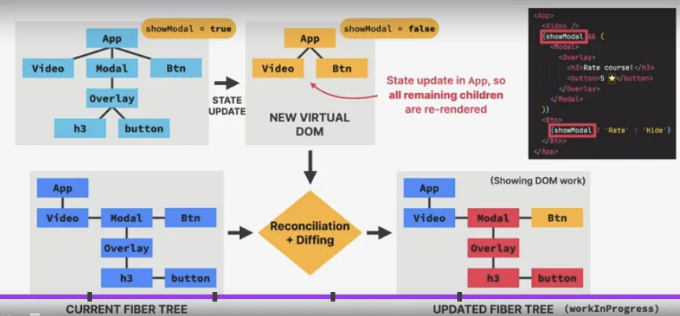 showModal = true
App
Video
Modal
Btn
Overlay
h3
button
STATE
UPDATE
showModal = false
App
Video
Btn
NEW VIRTUAL
DOM
State update in App, so
all remaining children
are re-rendered
<App>
<Video />
{showModal && (
<Modal>
<Overlay>
<h3>Rate course!</h3>
<button>5 ⭐</button>
</Overlay>
</Modal>
)}
<Btn>
{showModal ? 'Rate' : 'Hide'}
</Btn>
</App>
App
Video
Modal
Btn
Overlay
h3
button
CURRENT FIBER TREE
Reconciliation
+ Diffing
(Showing DOM work)
App
Video
Modal
Btn
Overlay
h3
button
UPDATED FIBER TREE (workInProgress)